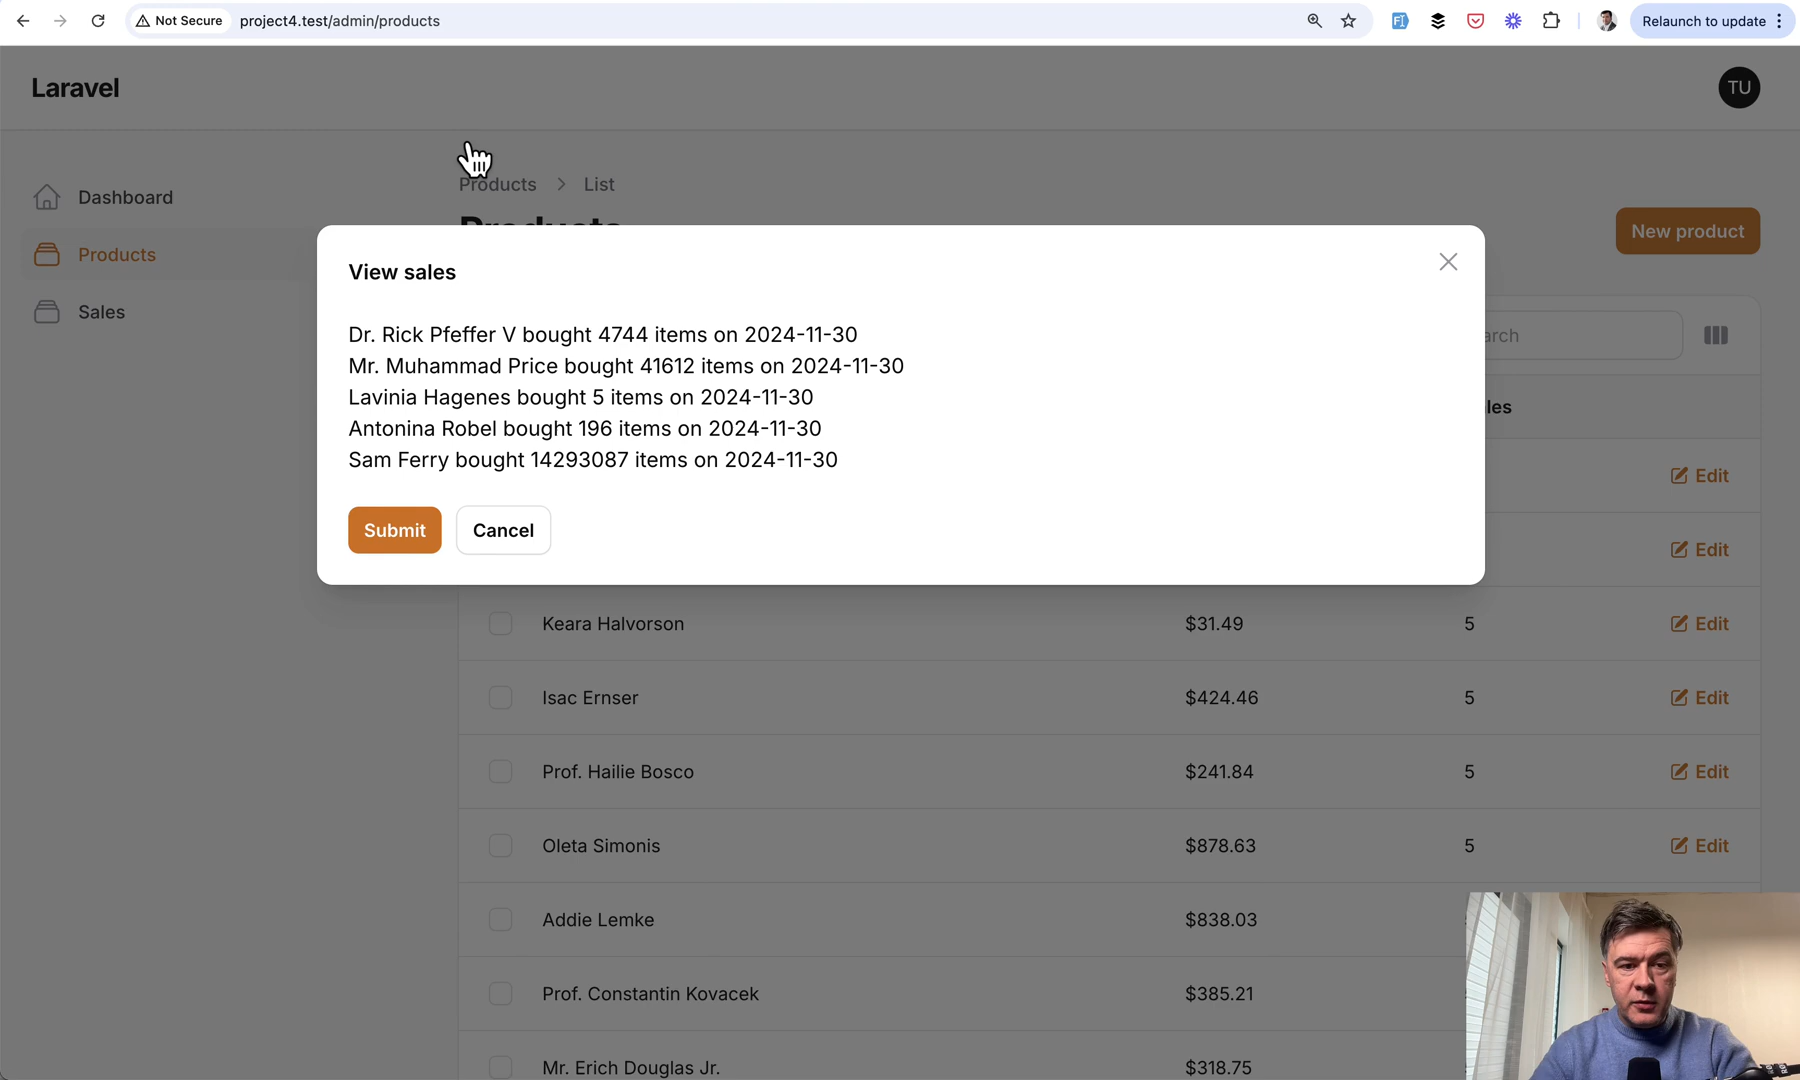 Not Secure project4.test/admin/products Relaunch to update
Laravel TU
Products List
Dashboard
Products
New product
Products
View sales
Sales
Dr. Rick Pfeffer V bought 4744 items on 2024-11-30
arch
Mr. Muhammad Price bought 41612 items on 2024-11-30
Lavinia Hagenes bought 5 items on 2024-11-30
les
Antonina Robel bought 196 items on 2024-11-30
Sam Ferry bought 14293087 items on 2024-11-30
Edit
Submit Cancel
Edit
Keara Halvorson $31.49 5 Edit
Isac Ernser $424.46 5 Edit
Prof. Hailie Bosco $241.84 5 Edit
Oleta Simonis $878.63 5 Edit
Addie Lemke $838.03
Prof. Constantin Kovacek $385.21
Mr. Erich Douglas Jr. $318.75